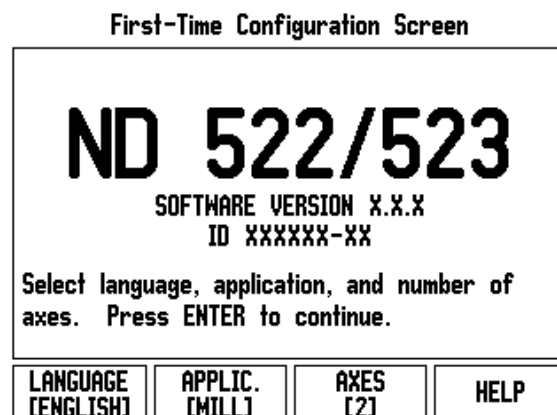 First-Time Configuration Screen
ND 522/523
SOFTWARE VERSION X.X.X
ID XXXXXX-XX
Select language, application, and number of
axes. Press ENTER to continue.
LANGUAGE
[ENGLISH]
APPLIC.
[MILL]
AXES
[2]
HELP